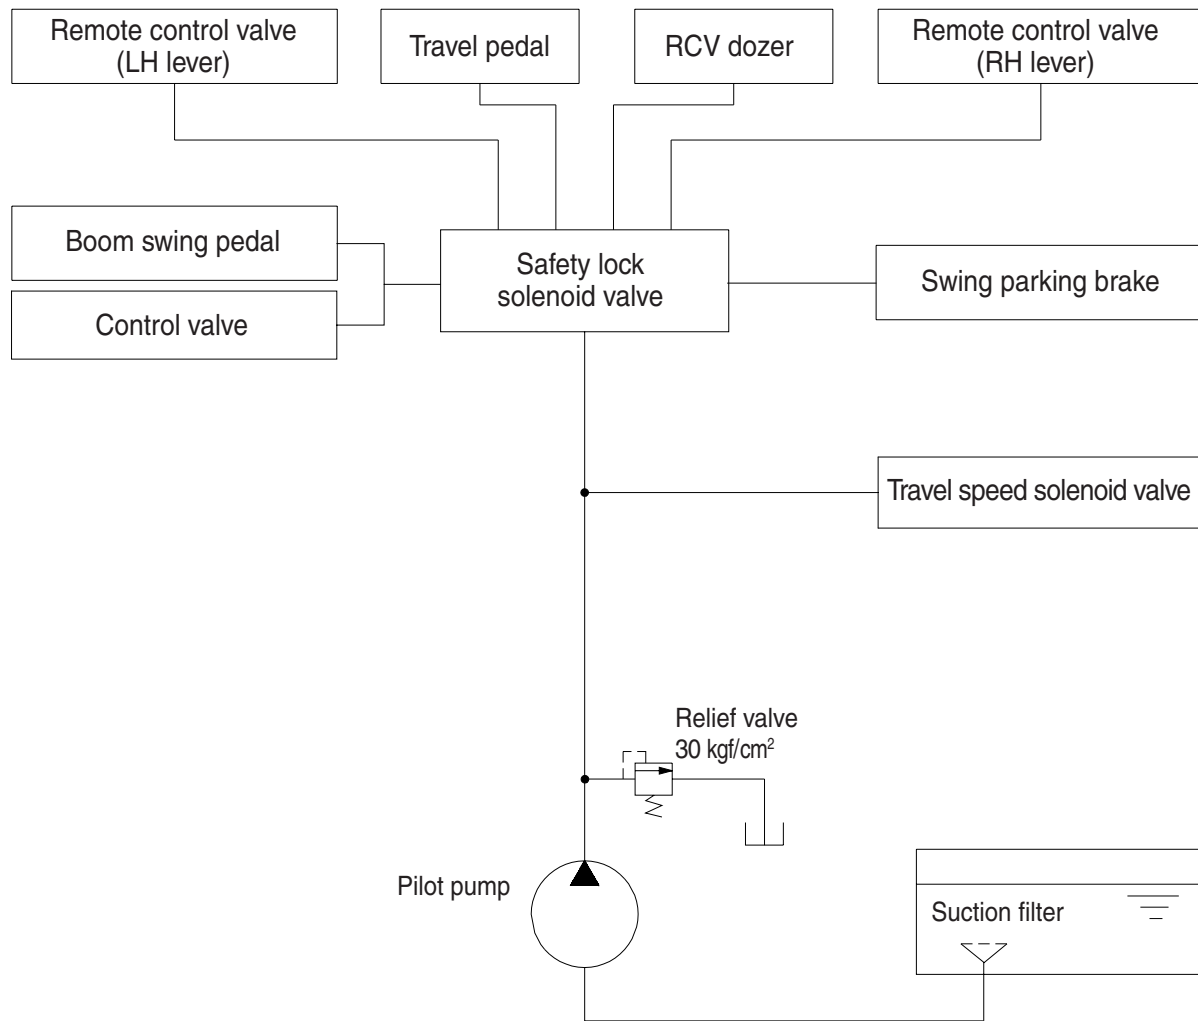 Remote control valve
(LH lever)
Travel pedal
RCV dozer
Remote control valve
(RH lever)
Boom swing pedal
Control valve
Safety lock
solenoid valve
Swing parking brake
Travel speed solenoid valve
Relief valve
30 kgf/cm²
Pilot pump
Suction filter